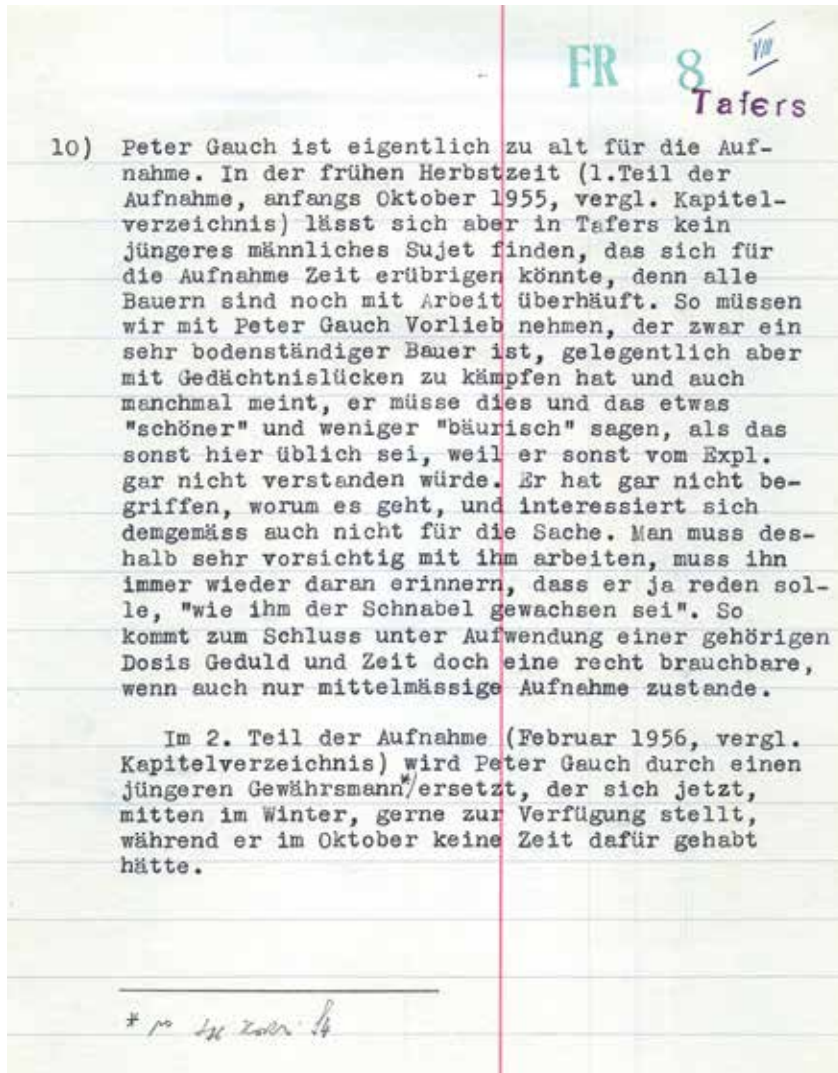 FR 8 VIII
Tafers
10) Peter Gauch ist eigentlich zu alt für die Auf-
nahme. In der frühen Herbstzeit (1.Teil der
Aufnahme, anfangs Oktober 1955, vergl. Kapitel-
verzeichnis) lässt sich aber in Tafers kein
jüngeres männliches Sujet finden, das sich für
die Aufnahme Zeit erübrigen könnte, denn alle
Bauern sind noch mit Arbeit überhäuft. So müssen
wir mit Peter Gauch Vorlieb nehmen, der zwar ein
sehr bodenständiger Bauer ist, gelegentlich aber
mit Gedächtnislücken zu kämpfen hat und auch
manchmal meint, er müsse dies und das etwas
"schöner" und weniger "bäurisch" sagen, als das
sonst hier üblich sei, weil er sonst vom Expl.
gar nicht verstanden würde. Er hat gar nicht be-
griffen, worum es geht, und interessiert sich
demgemäss auch nicht für die Sache. Man muss des-
halb sehr vorsichtig mit ihm arbeiten, muss ihn
immer wieder daran erinnern, dass er ja reden sol-
le, "wie ihm der Schnabel gewachsen sei". So
kommt zum Schluss unter Aufwendung einer gehörigen
Dosis Geduld und Zeit doch eine recht brauchbare,
wenn auch nur mittelmässige Aufnahme zustande.
Im 2. Teil der Aufnahme (Februar 1956, vergl.
Kapitelverzeichnis) wird Peter Gauch durch einen
jüngeren Gewährsmann*/ersetzt, der sich jetzt,
mitten im Winter, gerne zur Verfügung stellt,
während er im Oktober keine Zeit dafür gehabt
hätte.
*